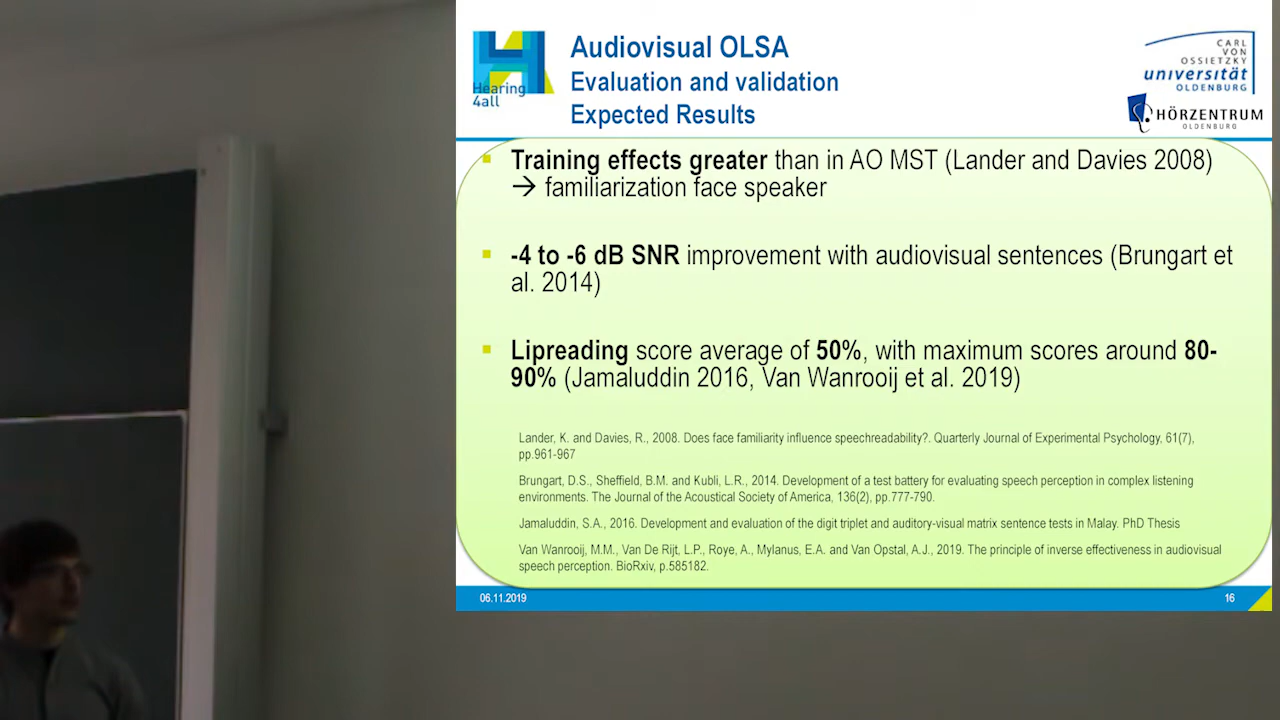 Hearing
4all
Audiovisual OLSA
Evaluation and validation
Expected Results
CARL
VON
OSSIETZKY
universität
OLDENBURG
HÖRZENTRUM
OLDENBURG
Training effects greater than in AO MST (Lander and Davies 2008)
→ familiarization face speaker
-4 to -6 dB SNR improvement with audiovisual sentences (Brungart et
al. 2014)
Lipreading score average of 50%, with maximum scores around 80-
90% (Jamaluddin 2016, Van Wanrooij et al. 2019)
Lander, K. and Davies, R., 2008. Does face familiarity influence speechreadability?. Quarterly Journal of Experimental Psychology, 61(7),
pp.961-967
Brungart, D.S., Sheffield, B.M. and Kubli, L.R., 2014. Development of a test battery for evaluating speech perception in complex listening
environments. The Journal of the Acoustical Society of America, 136(2), pp.777-790.
Jamaluddin, S.A., 2016. Development and evaluation of the digit triplet and auditory-visual matrix sentence tests in Malay. PhD Thesis
Van Wanrooij, M.M., Van De Rijt, L.P., Roye, A., Mylanus, E.A. and Van Opstal, A.J., 2019. The principle of inverse effectiveness in audiovisual
speech perception. BioRxiv, p.585182.
06.11.2019
16